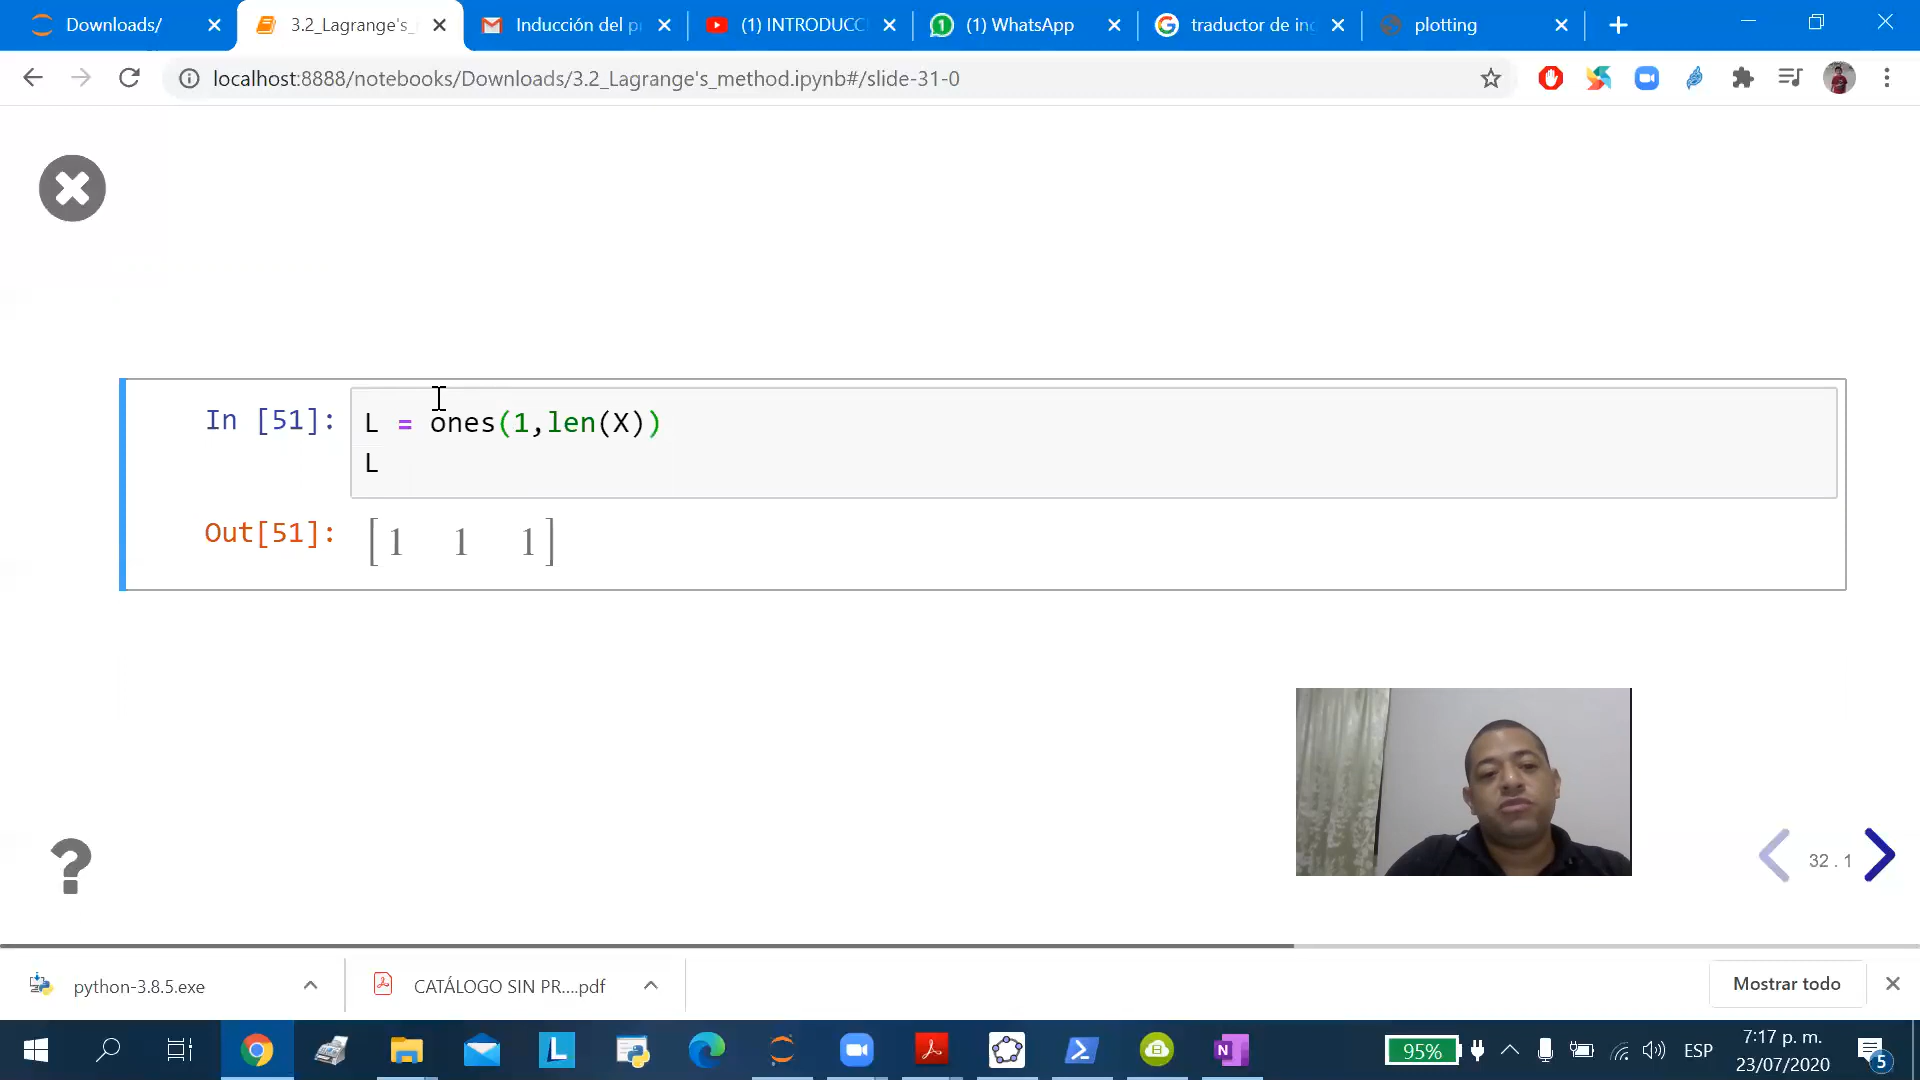 Downloads/
3.2_Lagrange's_
Inducción del p
(1) INTRODUCC
(1) WhatsApp
traductor de in
plotting
localhost:8888/notebooks/Downloads/3.2_Lagrange's_method.ipynb#/slide-31-0
In [51]:
L = ones(1,len(X))
L
Out[51]:
[1 1 1]
?
32 . 1
python-3.8.5.exe
CATÁLOGO SIN PR....pdf
Mostrar todo
95%
ESP
7:17 p. m.
23/07/2020
5